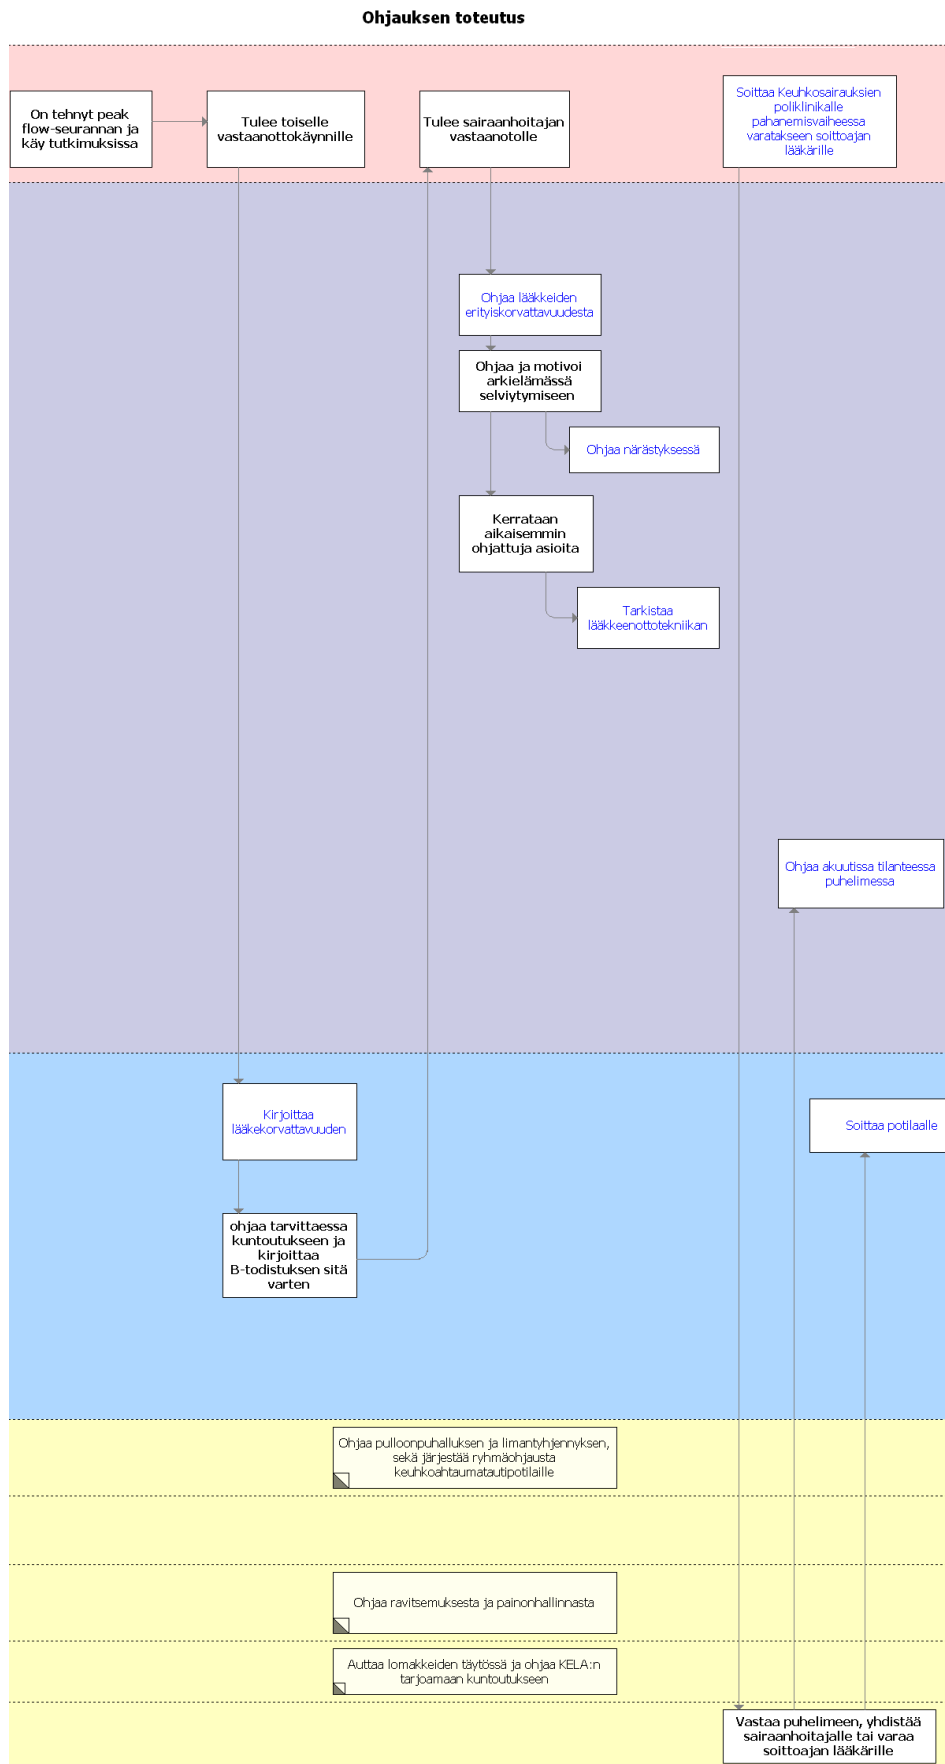 Ohjauksen toteutus
On tehnyt peak
flow-seurannan ja
käy tutkimuksissa
Tulee toiselle
vastaanottokäynnille
Tulee sairaanhoitajan
vastaanotolle
Soittaa Keuhkosairauksien
poliklinikalle
pahanemisvaiheessa
varatakseen soittoajan
lääkärille
Ohjaa lääkkeiden
erityiskorvattavuudesta
Ohjaa ja motivoi
arkielämässä
selviytymiseen
Ohjaa närästyksessä
Kerrataan
aikaisemmin
ohjattuja asioita
Tarkistaa
lääkkeenottotekniikan
Ohjaa akuutissa tilanteessa
puhelimessa
Kirjoittaa
lääkekorvattavuuden
Soittaa potilaalle
ohjaa tarvittaessa
kuntoutukseen ja
kirjoittaa
B-todistuksen sitä
varten
Ohjaa pulloonpuhalluksen ja limantyhjennyksen,
sekä järjestää ryhmäohjausta
keuhkoahtaumatautipotilaille
Ohjaa ravitsemuksesta ja painonhallinnasta
Auttaa lomakkeiden täytössä ja ohjaa KELA:n
tarjoamaan kuntoutukseen
Vastaa puhelimeen, yhdistää
sairaanhoitajalle tai varaa
soittoajan lääkärille